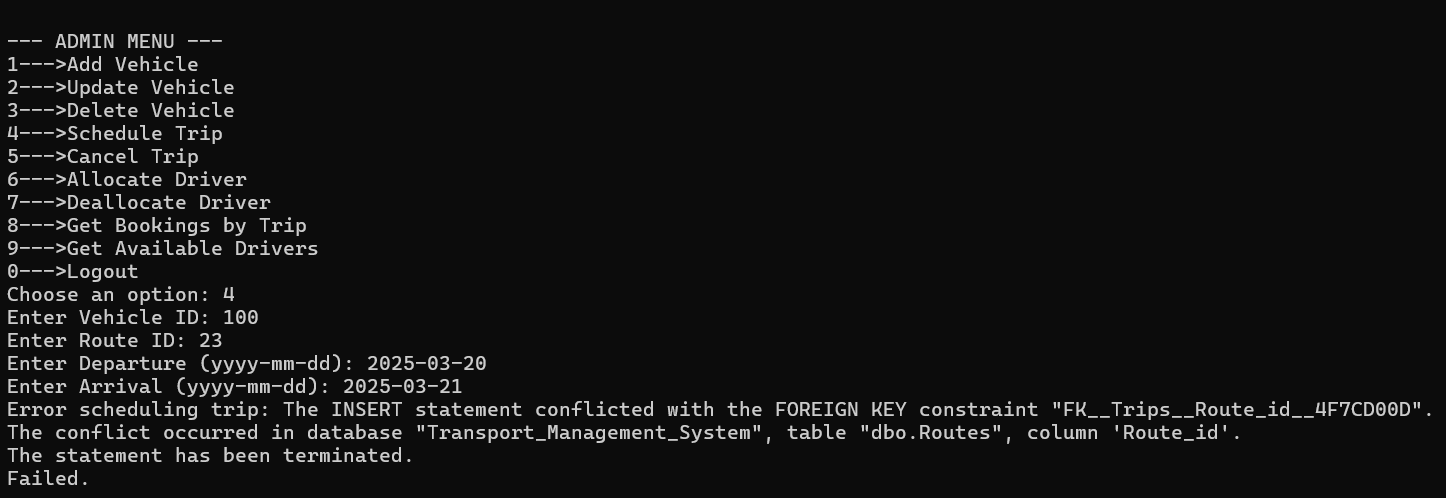 --- ADMIN MENU ---
1--->Add Vehicle
2--->Update Vehicle
3--->Delete Vehicle
4--->Schedule Trip
5--->Cancel Trip
6--->Allocate Driver
7--->Deallocate Driver
8--->Get Bookings by Trip
9--->Get Available Drivers
0--->Logout
Choose an option: 4
Enter Vehicle ID: 100
Enter Route ID: 23
Enter Departure (yyyy-mm-dd): 2025-03-20
Enter Arrival (yyyy-mm-dd): 2025-03-21
Error scheduling trip: The INSERT statement conflicted with the FOREIGN KEY constraint "FK__Trips__Route_id__4F7CD00D".
The conflict occurred in database "Transport_Management_System", table "dbo.Routes", column 'Route_id'.
The statement has been terminated.
Failed.